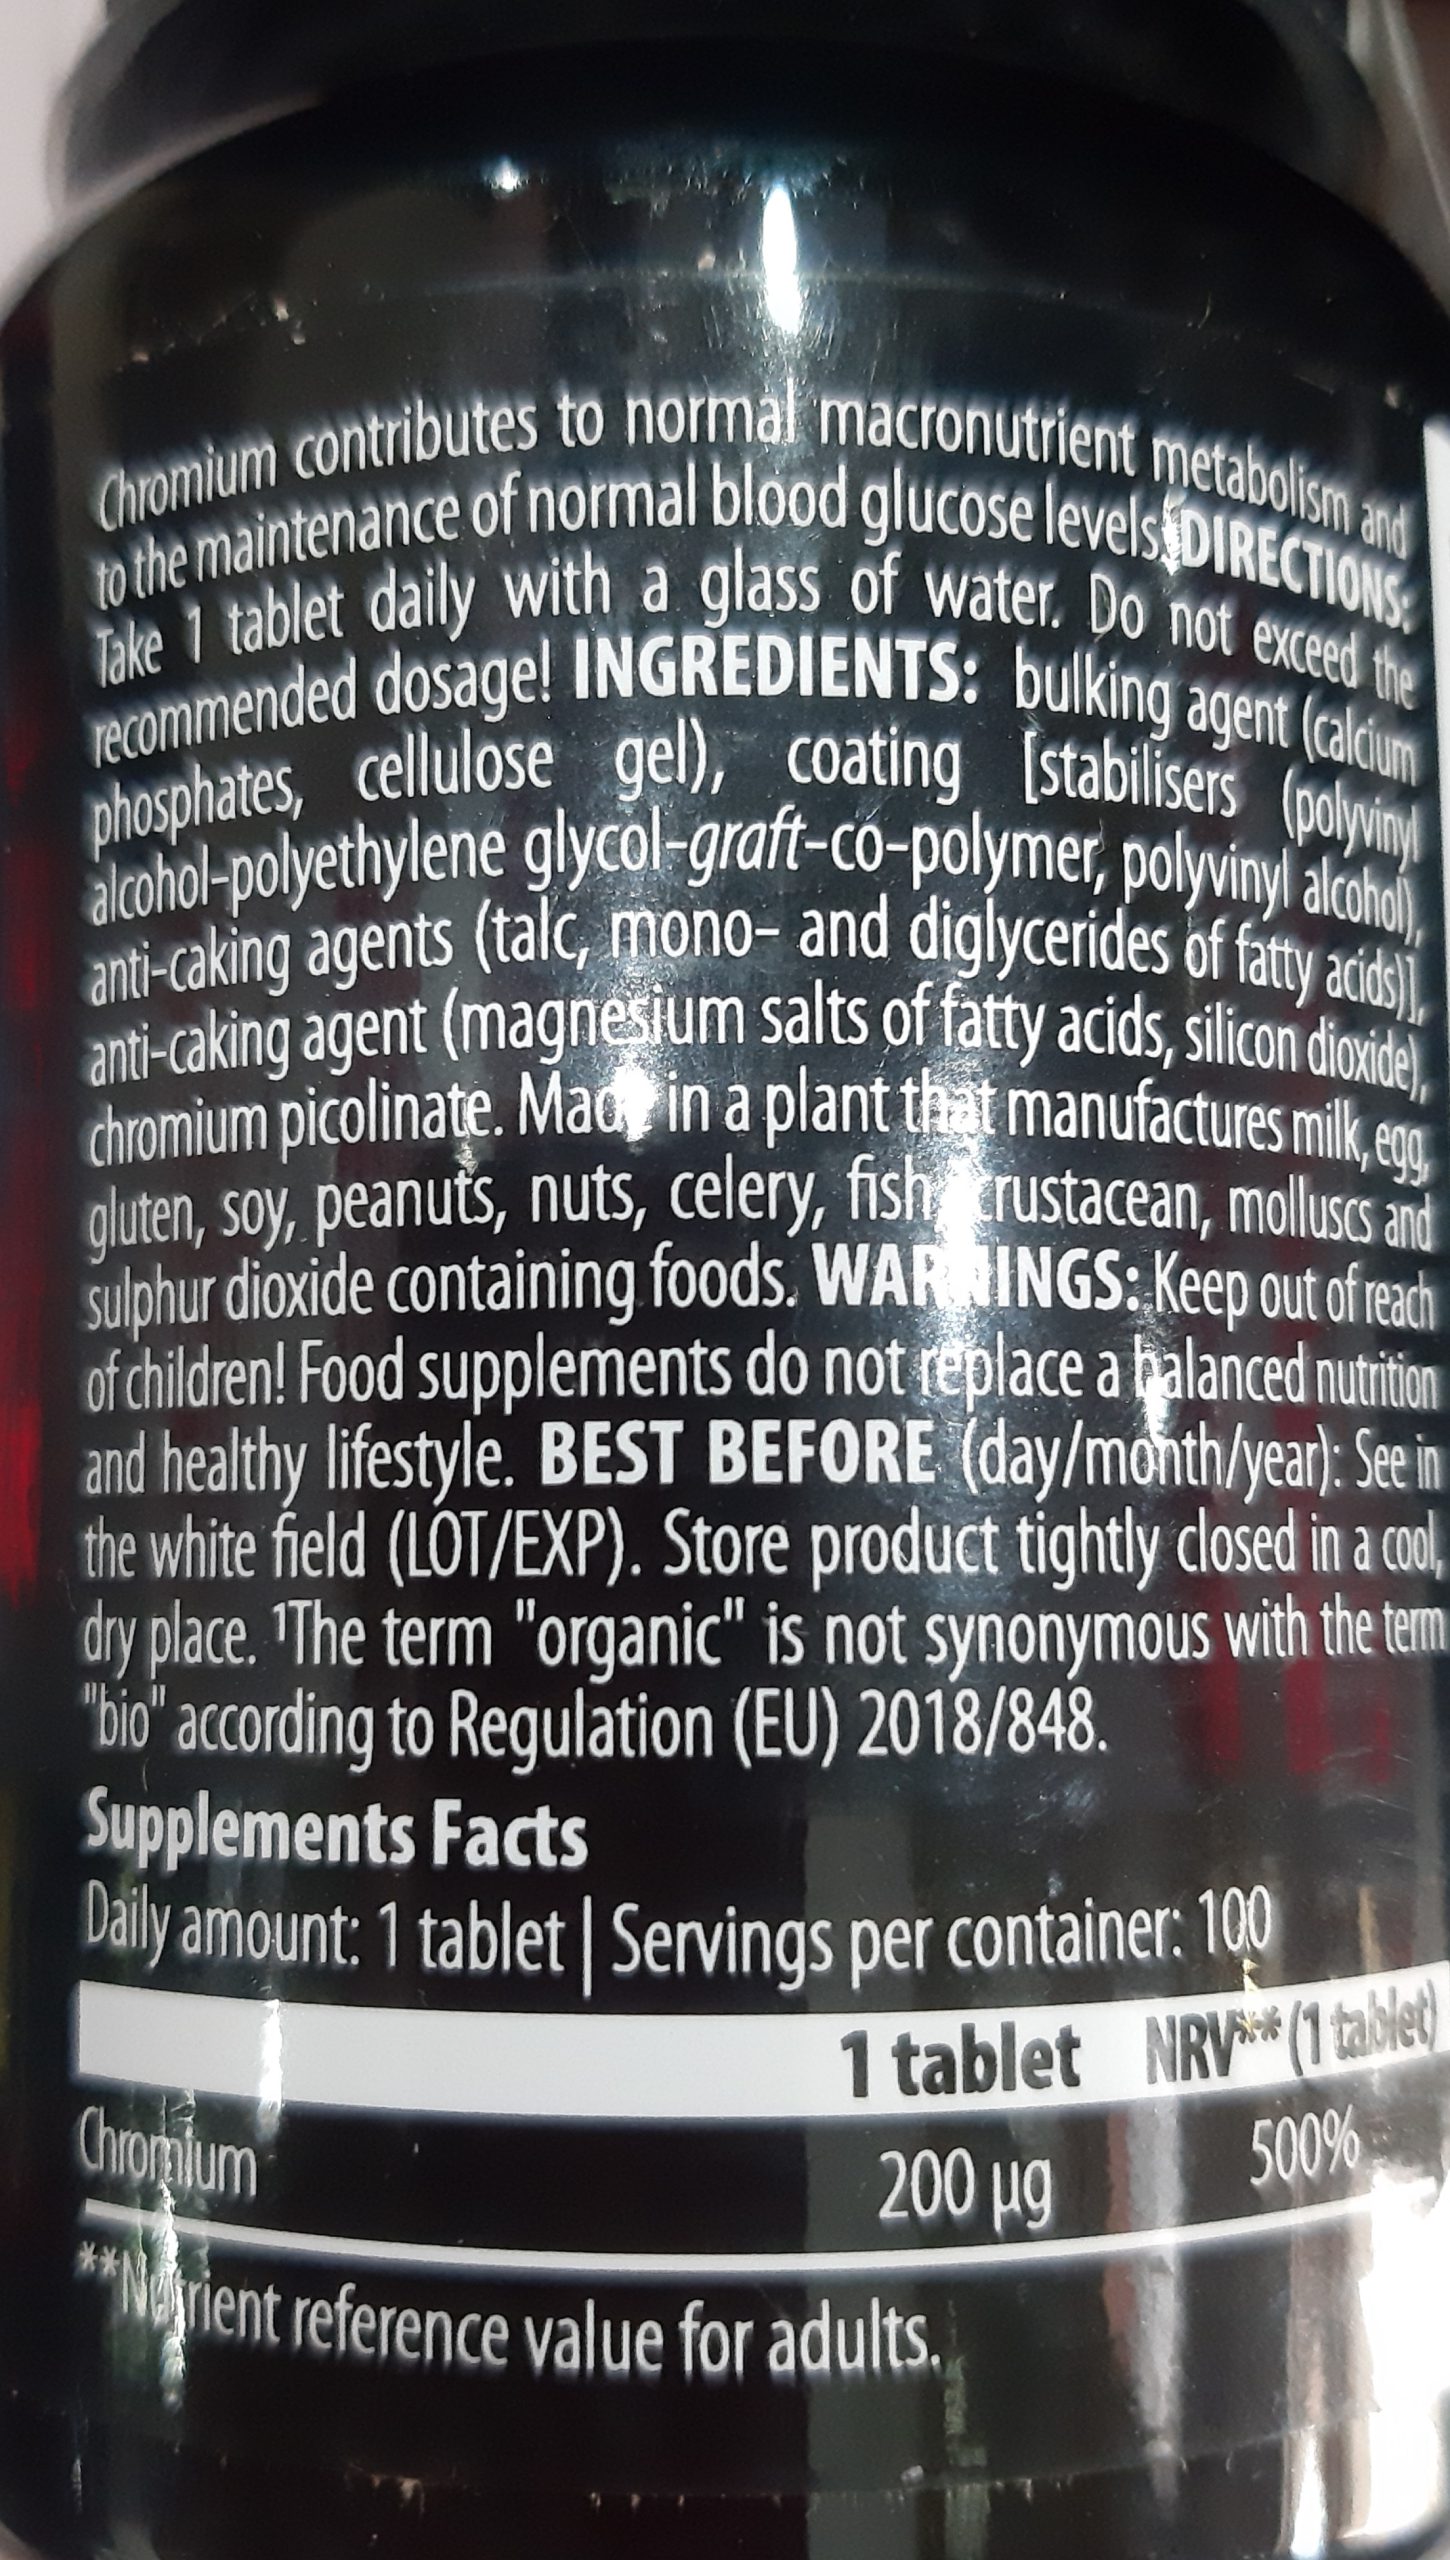 Chromium contributes to normal macronutrient metabolism and
to the maintenance of normal blood glucose levels. DIRECTIONS:
Take 1 tablet daily with a glass of water. Do not exceed the
recommended dosage! INGREDIENTS: bulking agent (calcium
phosphates, cellulose gel), coating [stabilisers (polyvinyl
alcohol-polyethylene glycol-graft-co-polymer, polyvinyl alcohol),
anti-caking agents (talc, mono- and diglycerides of fatty acids)],
anti-caking agent (magnesium salts of fatty acids, silicon dioxide),
chromium picolinate. Made in a plant that manufactures milk, egg,
gluten, soy, peanuts, nuts, celery, fish, crustacean, molluscs and
sulphur dioxide containing foods. WARNINGS: Keep out of reach
of children! Food supplements do not replace a balanced nutrition
and healthy lifestyle. BEST BEFORE (day/month/year): See in
the white field (LOT/EXP). Store product tightly closed in a cool,
dry place. ¹The term "organic" is not synonymous with the term
"bio" according to Regulation (EU) 2018/848.
Supplements Facts
Daily amount: 1 tablet | Servings per container: 100
1 tablet NRV** (1 tablet)
Chromium 200 µg 500%
**Nutrient reference value for adults.